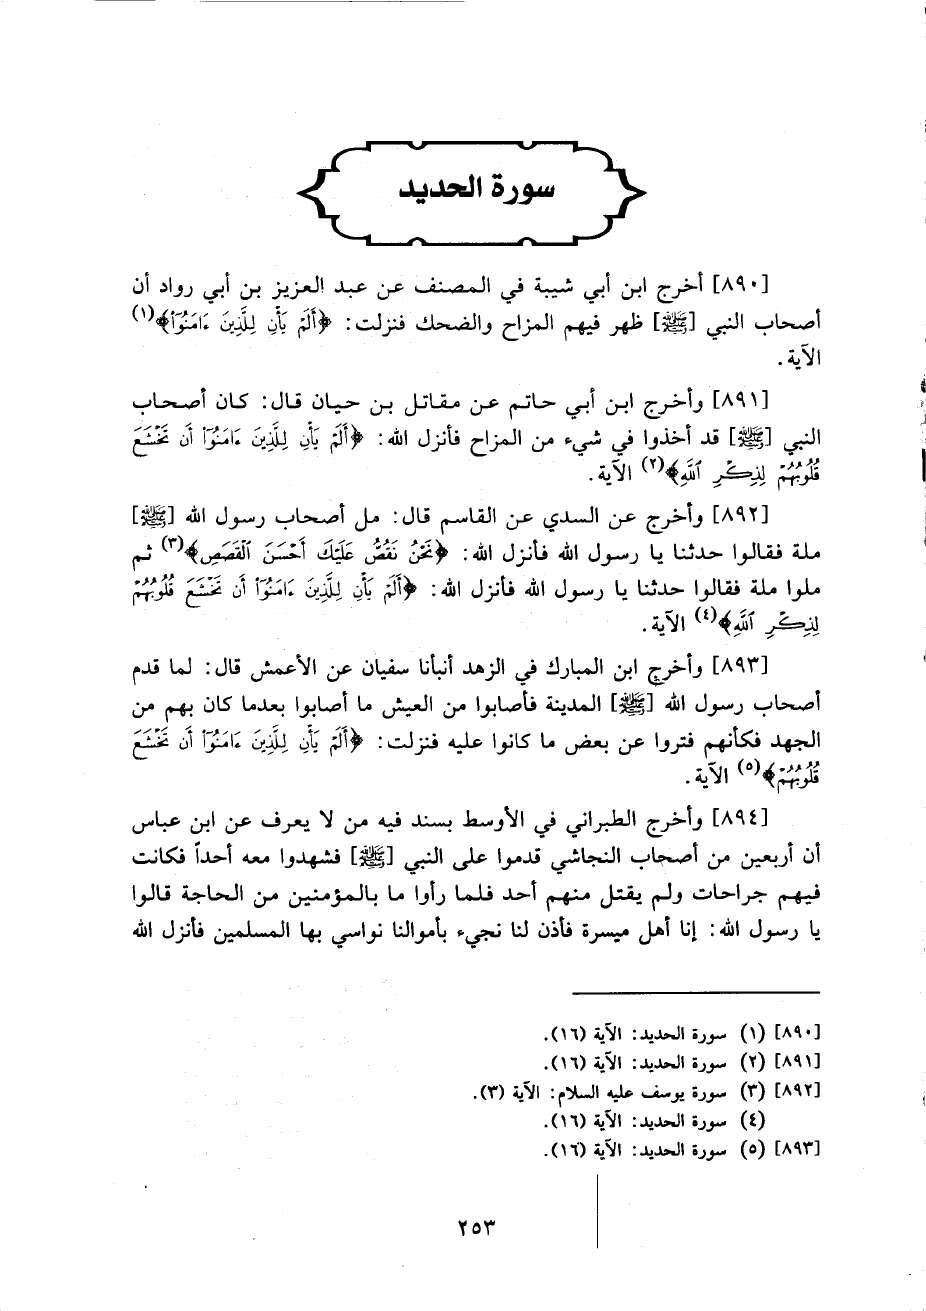 سورة الحديد
[٨٩٠] أخرج ابن أبي شيبة في المصنف عن عبد العزيز بن أبي رواد أن
أصحاب النبي [ﷺ] ظهر فيهم المزاح والضحك فنزلت: ﴿أَلَمْ يَأْنِ لِلَّذِينَ ءَامَنُوٓا۟﴾(١)
الآية.
[٨٩١] وأخرج ابن أبي حاتم عن مقاتل بن حيان قال: كان أصحاب
النبي [ﷺ] قد أخذوا في شيء من المزاح فأنزل الله: ﴿أَلَمْ يَأْنِ لِلَّذِينَ ءَامَنُوٓا۟ أَن تَخْشَعَ
قُلُوبُهُمْ لِذِكْرِ ٱللَّهِ﴾(٢) الآية.
[٨٩٢] وأخرج عن السدي عن القاسم قال: مل أصحاب رسول الله [ﷺ]
ملة فقالوا حدثنا يا رسول الله فأنزل الله: ﴿نَحْنُ نَقُصُّ عَلَيْكَ أَحْسَنَ ٱلْقَصَصِ﴾(٣) ثم
ملوا ملة فقالوا حدثنا يا رسول الله فأنزل الله: ﴿أَلَمْ يَأْنِ لِلَّذِينَ ءَامَنُوٓا۟ أَن تَخْشَعَ قُلُوبُهُمْ
لِذِكْرِ ٱللَّهِ﴾(٤) الآية.
[٨٩٣] وأخرج ابن المبارك في الزهد أنبأنا سفيان عن الأعمش قال: لما قدم
أصحاب رسول الله [ﷺ] المدينة فأصابوا من العيش ما أصابوا بعدما كان بهم من
الجهد فكأنهم فتروا عن بعض ما كانوا عليه فنزلت: ﴿أَلَمْ يَأْنِ لِلَّذِينَ ءَامَنُوٓا۟ أَن تَخْشَعَ
قُلُوبُهُمْ﴾(٥) الآية.
[٨٩٤] وأخرج الطبراني في الأوسط بسند فيه من لا يعرف عن ابن عباس
أن أربعين من أصحاب النجاشي قدموا على النبي [ﷺ] فشهدوا معه أحداً فكانت
فيهم جراحات ولم يقتل منهم أحد فلما رأوا ما بالمؤمنين من الحاجة قالوا
يا رسول الله: إنا أهل ميسرة فأذن لنا نجيء بأموالنا نواسي بها المسلمين فأنزل الله
[٨٩٠] (١) سورة الحديد: الآية (١٦).
[٨٩١] (٢) سورة الحديد: الآية (١٦).
[٨٩٢] (٣) سورة يوسف عليه السلام: الآية (٣).
(٤) سورة الحديد: الآية (١٦).
[٨٩٣] (٥) سورة الحديد: الآية (١٦).
٢٥٣